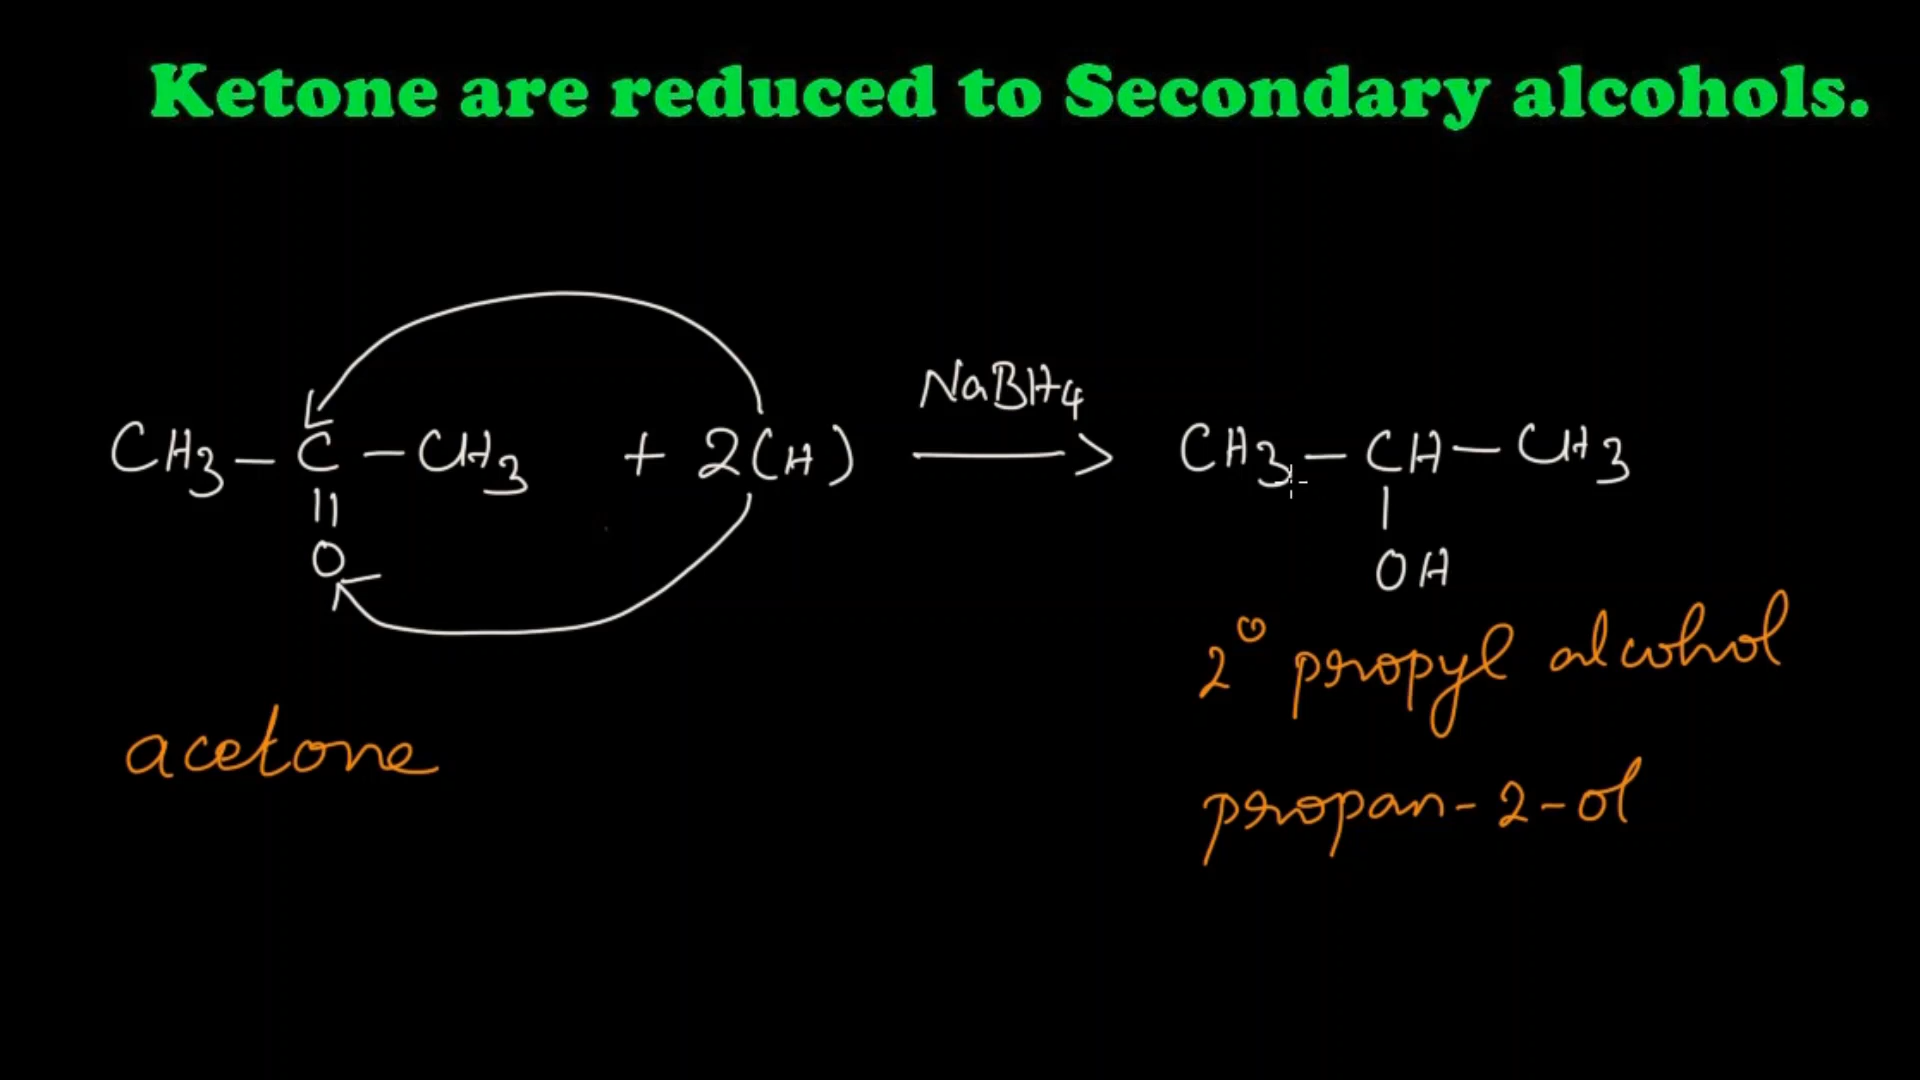 Ketone are reduced to Secondary alcohols.
CH3 - C - CH3 + 2(H) NaBH4 ⟶ CH3 - CH - CH3
||
O
|
OH
2° propyl alcohol
acetone
propan-2-ol